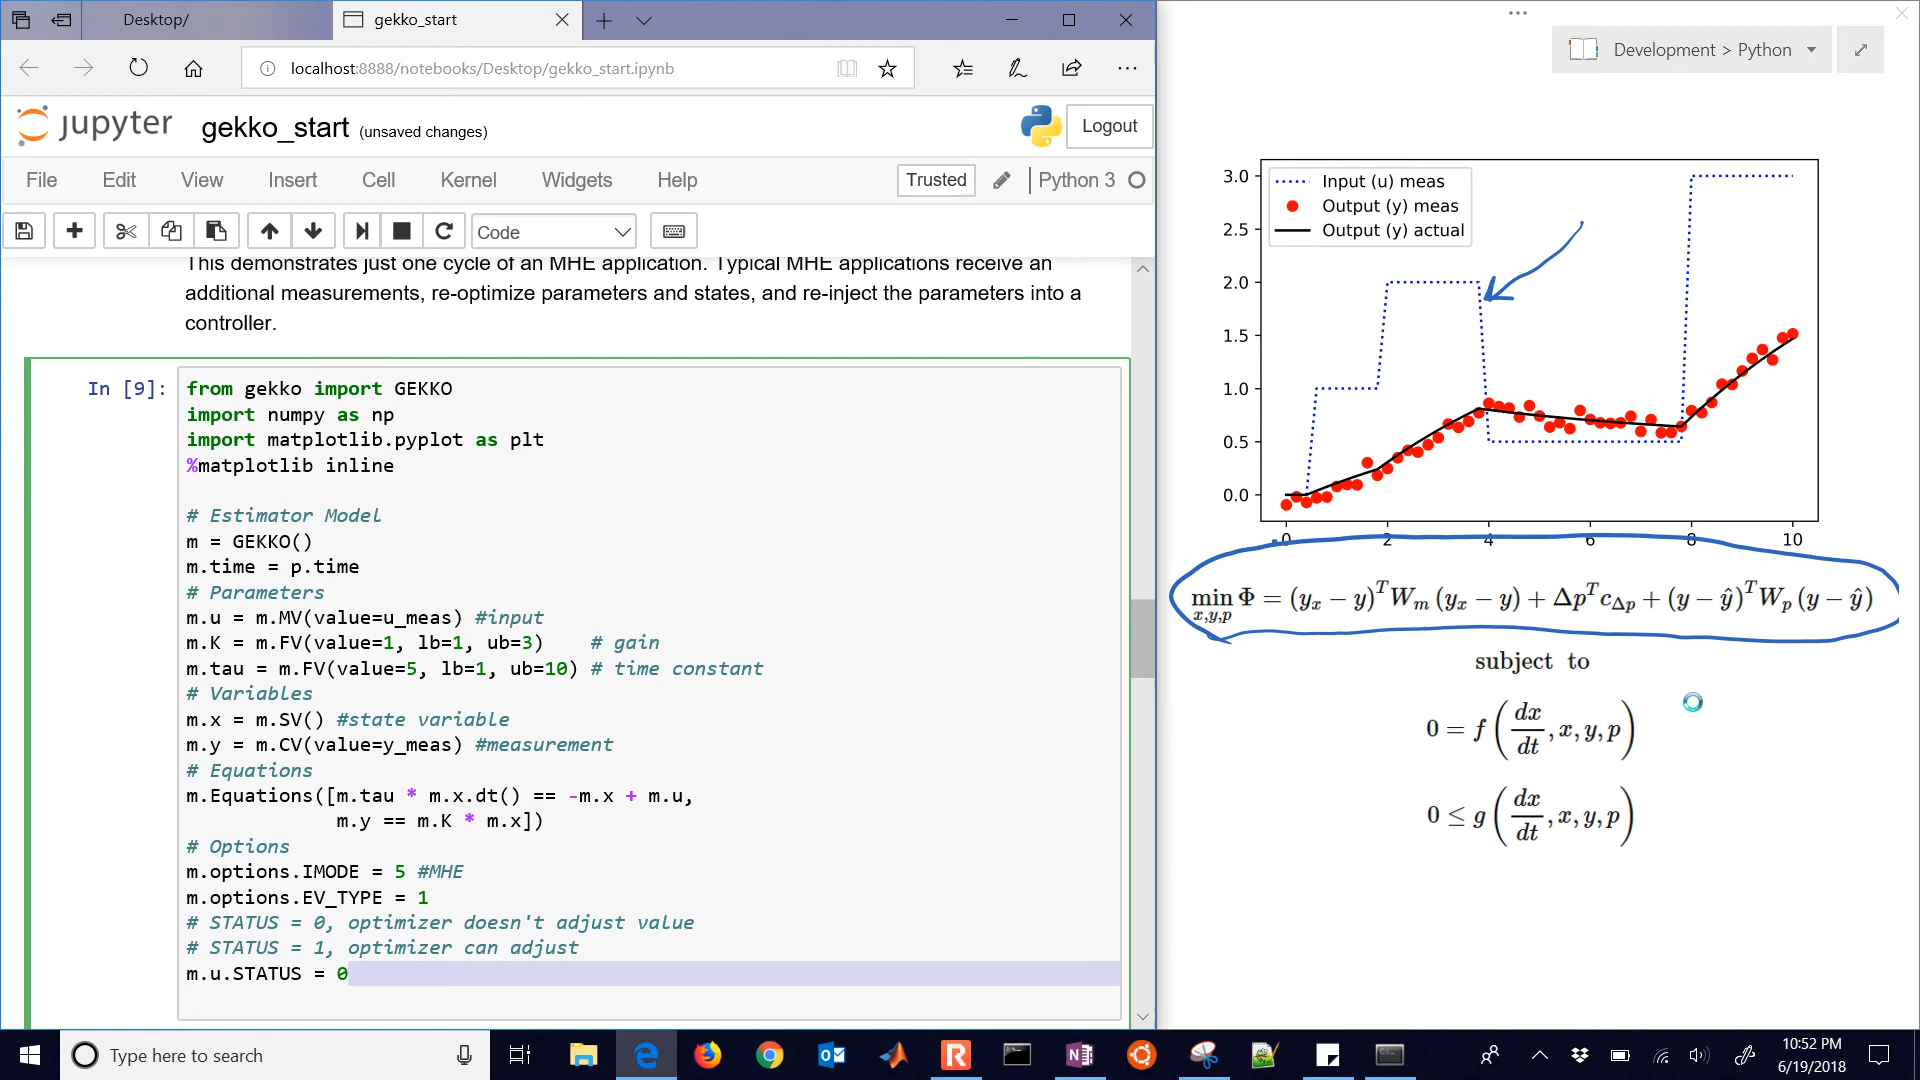 Desktop/
gekko_start
localhost:8888/notebooks/Desktop/gekko_start.ipynb
jupyter gekko_start (unsaved changes)
Logout
File Edit View Insert Cell Kernel Widgets Help
Trusted
Python 3
Code
This demonstrates just one cycle of an MHE application. Typical MHE applications receive an
additional measurements, re-optimize parameters and states, and re-inject the parameters into a
controller.
In [9]:
from gekko import GEKKO
import numpy as np
import matplotlib.pyplot as plt
%matplotlib inline
# Estimator Model
m = GEKKO()
m.time = p.time
# Parameters
m.u = m.MV(value=u_meas) #input
m.K = m.FV(value=1, lb=1, ub=3)    # gain
m.tau = m.FV(value=5, lb=1, ub=10) # time constant
# Variables
m.x = m.SV() #state variable
m.y = m.CV(value=y_meas) #measurement
# Equations
m.Equations([m.tau * m.x.dt() == -m.x + m.u,
             m.y == m.K * m.x])
# Options
m.options.IMODE = 5 #MHE
m.options.EV_TYPE = 1
# STATUS = 0, optimizer doesn't adjust value
# STATUS = 1, optimizer can adjust
m.u.STATUS = 0
Development > Python
Input (u) meas
Output (y) meas
Output (y) actual
3.0
2.5
2.0
1.5
1.0
0.5
0.0
0 2 4 6 8 10
min Φ = (yₓ − y)ᵀ Wₘ (yₓ − y) + Δpᵀ c_Δp + (y − ŷ)ᵀ Wₚ (y − ŷ)
x,y,p
subject to
0 = f (dx/dt, x, y, p)
0 ≤ g (dx/dt, x, y, p)
Type here to search
10:52 PM
6/19/2018